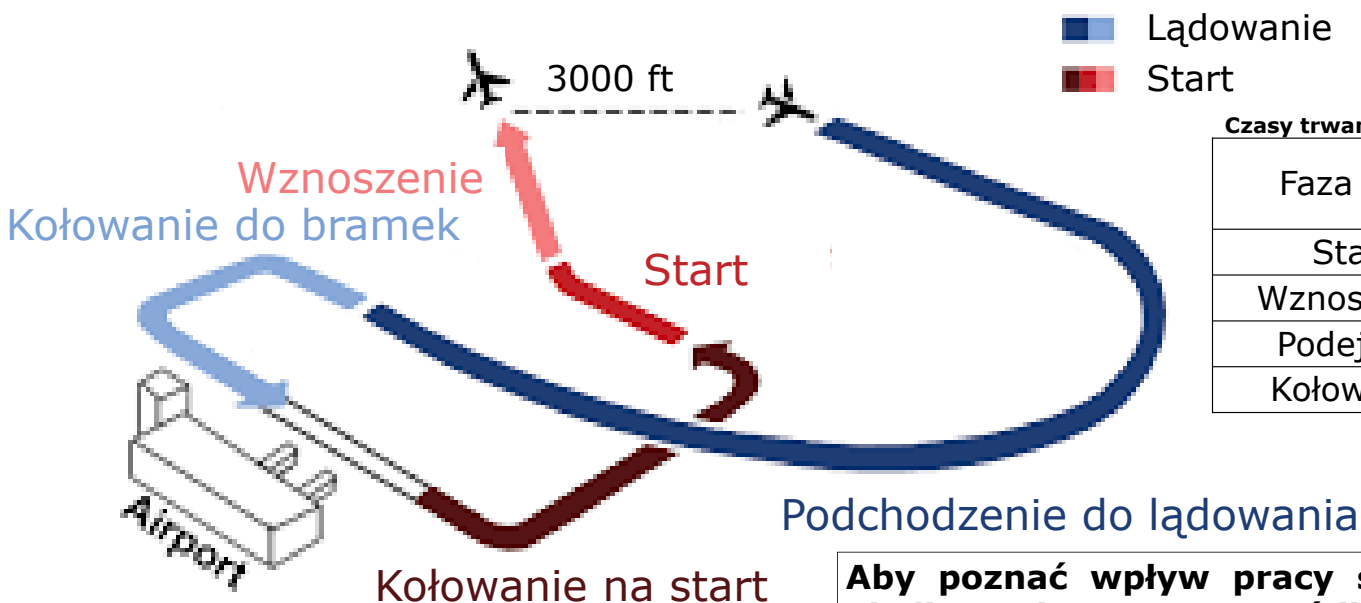 Lądowanie
Start
3000 ft
Czasy trwa
Wznoszenie
Kołowanie do bramek
Start
Faza
Sta
Wznos
Podej
Kołow
Airport
Podchodzenie do lądowania
Kołowanie na start
Aby poznać wpływ pracy s